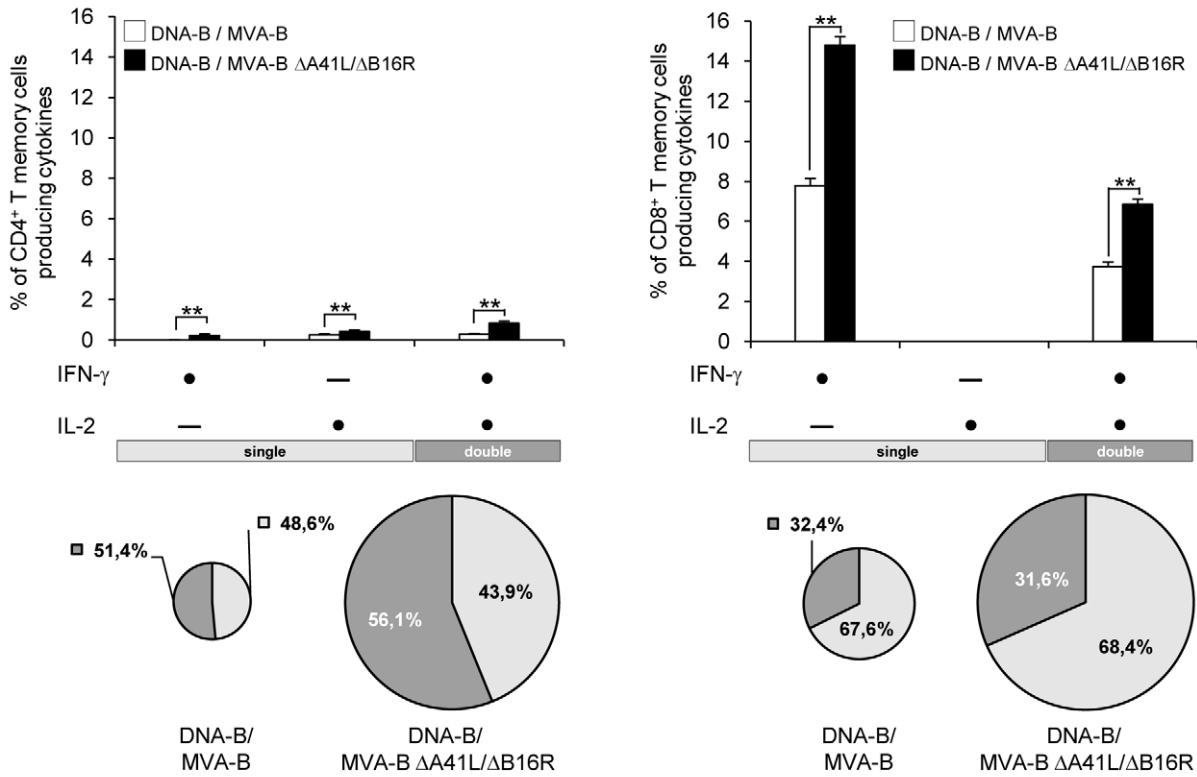 % of CD4⁺ T memory cells
producing cytokines
16
14
12
10
8
6
4
2
0
DNA-B / MVA-B
DNA-B / MVA-B ΔA41L/ΔB16R
**
**
**
IFN-γ
● — ●
IL-2
— ● ●
single
double
48,6%
51,4%
43,9%
56,1%
DNA-B/
MVA-B
DNA-B/
MVA-B ΔA41L/ΔB16R
% of CD8⁺ T memory cells
producing cytokines
16
14
12
10
8
6
4
2
0
DNA-B / MVA-B
DNA-B / MVA-B ΔA41L/ΔB16R
**
**
IFN-γ
● — ●
IL-2
— ● ●
single
double
32,4%
67,6%
31,6%
68,4%
DNA-B/
MVA-B
DNA-B/
MVA-B ΔA41L/ΔB16R